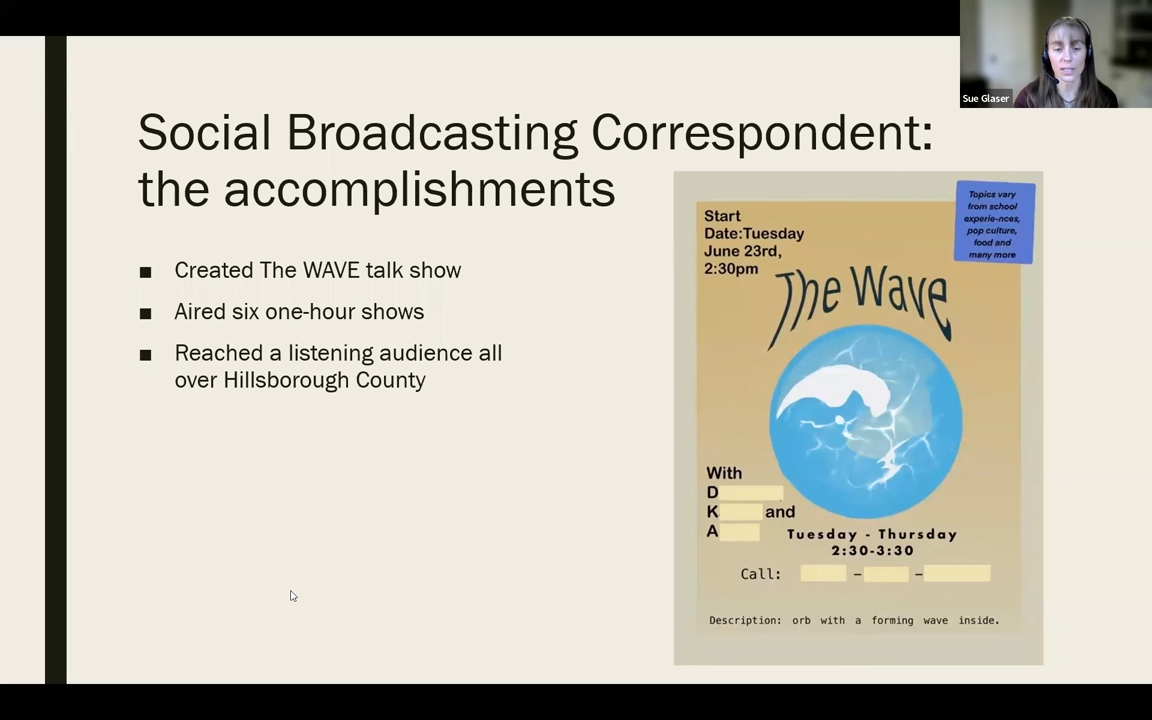 Sue Glaser
Social Broadcasting Correspondent:
the accomplishments
■ Created The WAVE talk show
■ Aired six one-hour shows
■ Reached a listening audience all
over Hillsborough County
Topics vary
from school
experie-nces,
pop culture,
food and
many more
Start
Date:Tuesday
June 23rd,
2:30pm
The Wave
With
D
K and
A
Tuesday - Thursday
2:30-3:30
Call: - -
Description: orb with a forming wave inside.